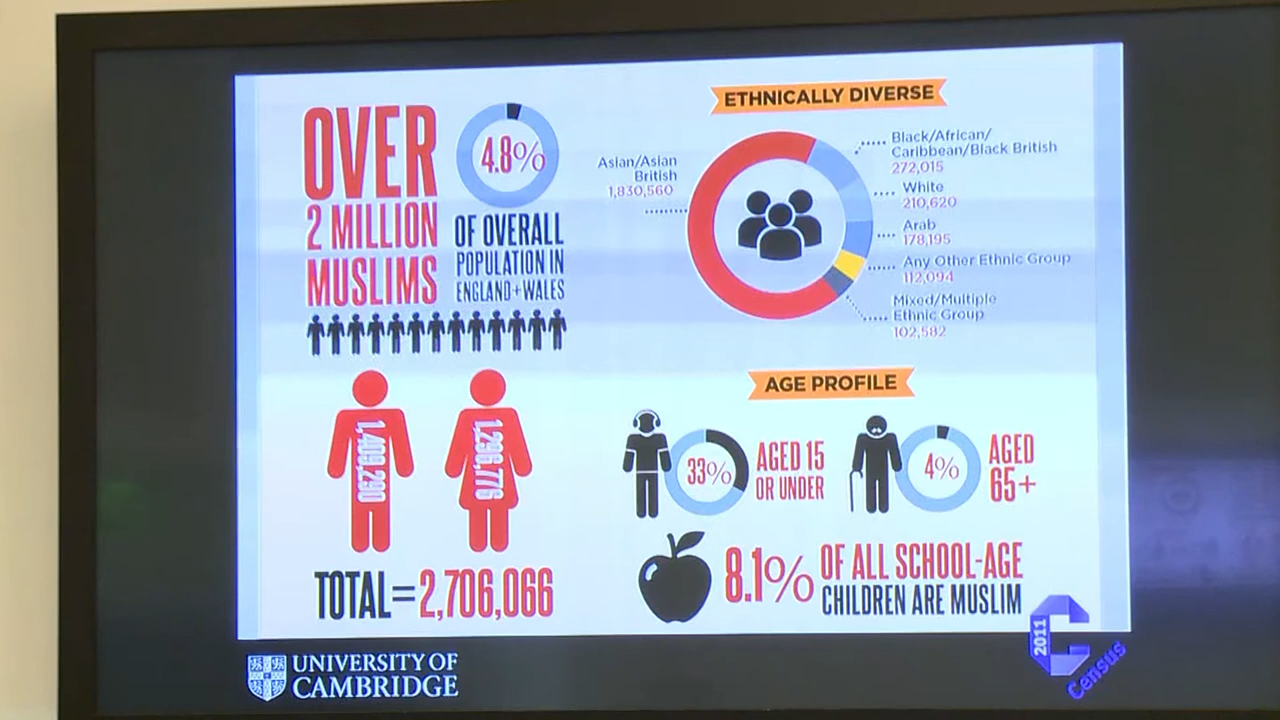 OVER
2 MILLION
MUSLIMS
4.8%
OF OVERALL
POPULATION IN
ENGLAND+WALES
1,409,290
1,296,776
TOTAL=2,706,066
ETHNICALLY DIVERSE
Asian/Asian
British
1,830,560
Black/African/
Caribbean/Black British
272,015
White
210,620
Arab
178,195
Any Other Ethnic Group
112,094
Mixed/Multiple
Ethnic Group
102,582
AGE PROFILE
33%
AGED 15
OR UNDER
4%
AGED
65+
8.1%
OF ALL SCHOOL-AGE
CHILDREN ARE MUSLIM
UNIVERSITY OF
CAMBRIDGE
2011
Census